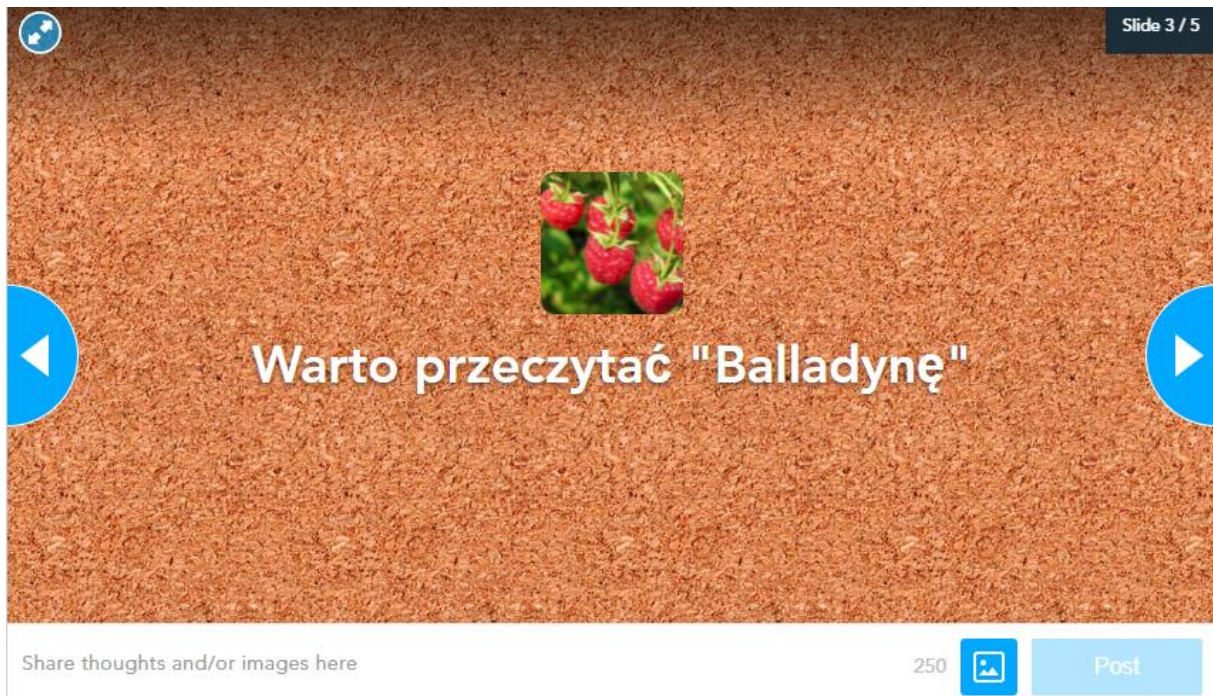 Slide 3 / 5
Warto przeczytać "Balladynę"
Share thoughts and/or images here
250
Post